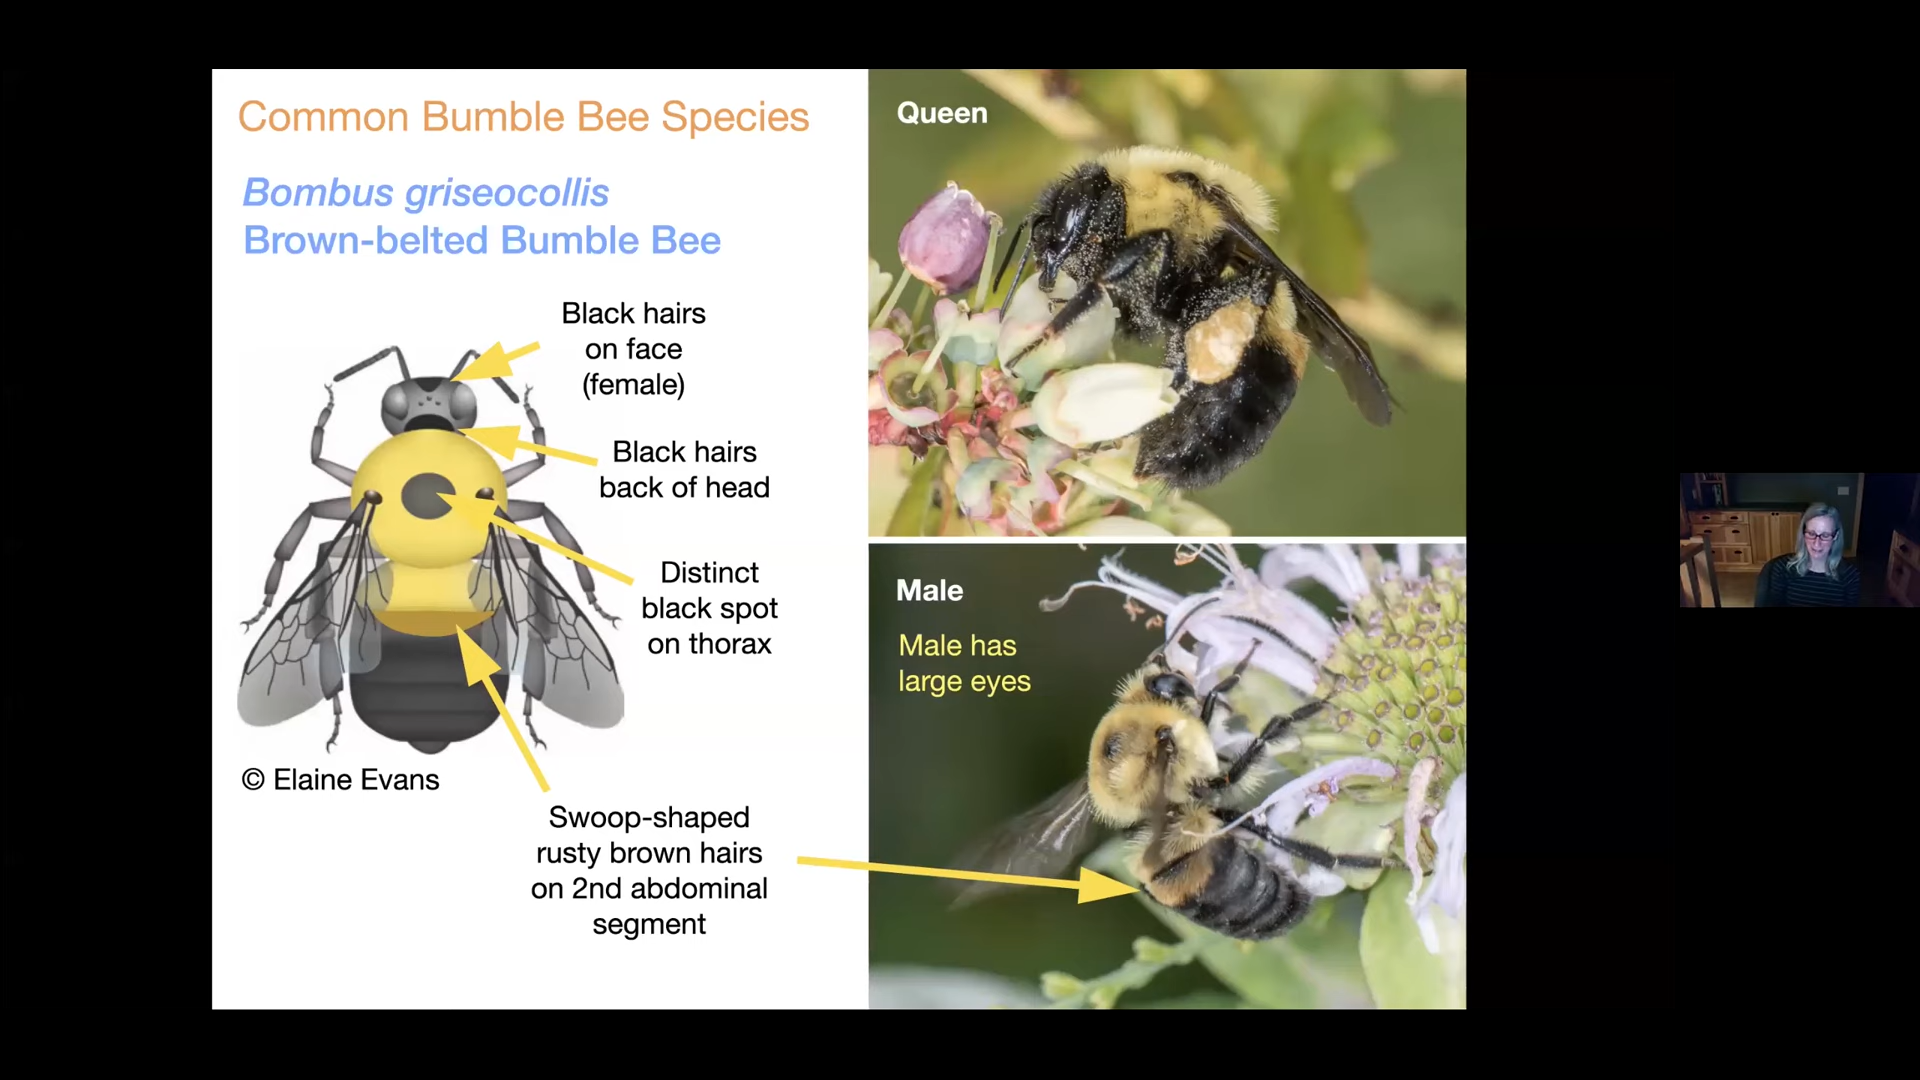 Common Bumble Bee Species
Bombus griseocollis
Brown-belted Bumble Bee
Black hairs
on face
(female)
Black hairs
back of head
Distinct
black spot
on thorax
© Elaine Evans
Swoop-shaped
rusty brown hairs
on 2nd abdominal
segment
Queen
Male
Male has
large eyes